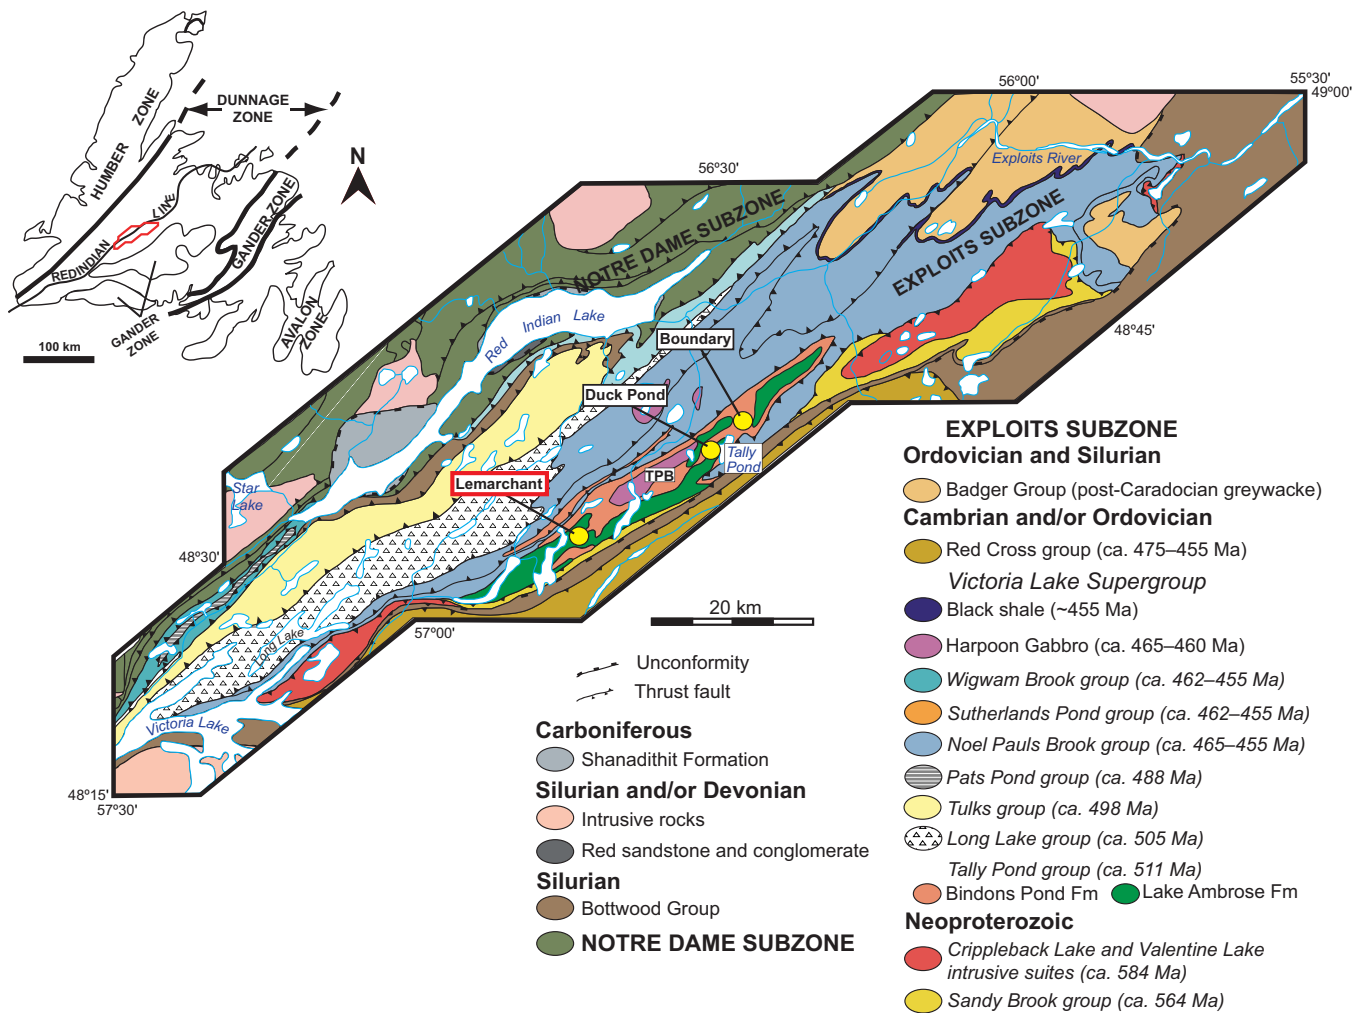 HUMBER ZONE
DUNNAGE
ZONE
N
REDINDIAN LINE
GANDER ZONE
GANDER
ZONE
AVALON
ZONE
100 km
56º00'
55º30'
49º00'
56º30'
Exploits River
NOTRE DAME SUBZONE
EXPLOITS SUBZONE
Red Indian Lake
Boundary
48º45'
Duck Pond
Tally
Pond
TPB
Lemarchant
Star
Lake
48º30'
20 km
57º00'
Long Lake
Victoria Lake
48º15'
57º30'
Unconformity
Thrust fault
Carboniferous
Shanadithit Formation
Silurian and/or Devonian
Intrusive rocks
Red sandstone and conglomerate
Silurian
Bottwood Group
NOTRE DAME SUBZONE
EXPLOITS SUBZONE
Ordovician and Silurian
Badger Group (post-Caradocian greywacke)
Cambrian and/or Ordovician
Red Cross group (ca. 475–455 Ma)
Victoria Lake Supergroup
Black shale (~455 Ma)
Harpoon Gabbro (ca. 465–460 Ma)
Wigwam Brook group (ca. 462–455 Ma)
Sutherlands Pond group (ca. 462–455 Ma)
Noel Pauls Brook group (ca. 465–455 Ma)
Pats Pond group (ca. 488 Ma)
Tulks group (ca. 498 Ma)
Long Lake group (ca. 505 Ma)
Tally Pond group (ca. 511 Ma)
Bindons Pond Fm Lake Ambrose Fm
Neoproterozoic
Crippleback Lake and Valentine Lake
intrusive suites (ca. 584 Ma)
Sandy Brook group (ca. 564 Ma)